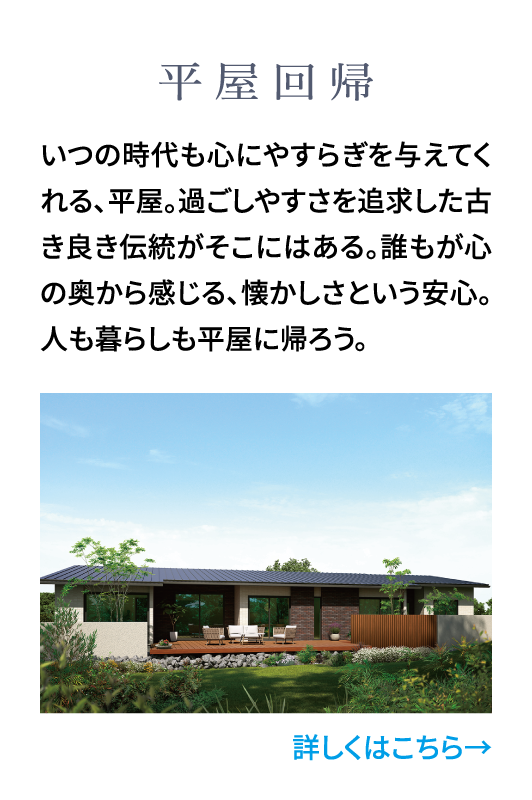 平屋回帰
いつの時代も心にやすらぎを与えてく
れる、平屋。過ごしやすさを追求した古
き良き伝統がそこにはある。誰もが心
の奥から感じる、懐かしさという安心。
人も暮らしも平屋に帰ろう。
詳しくはこちら→